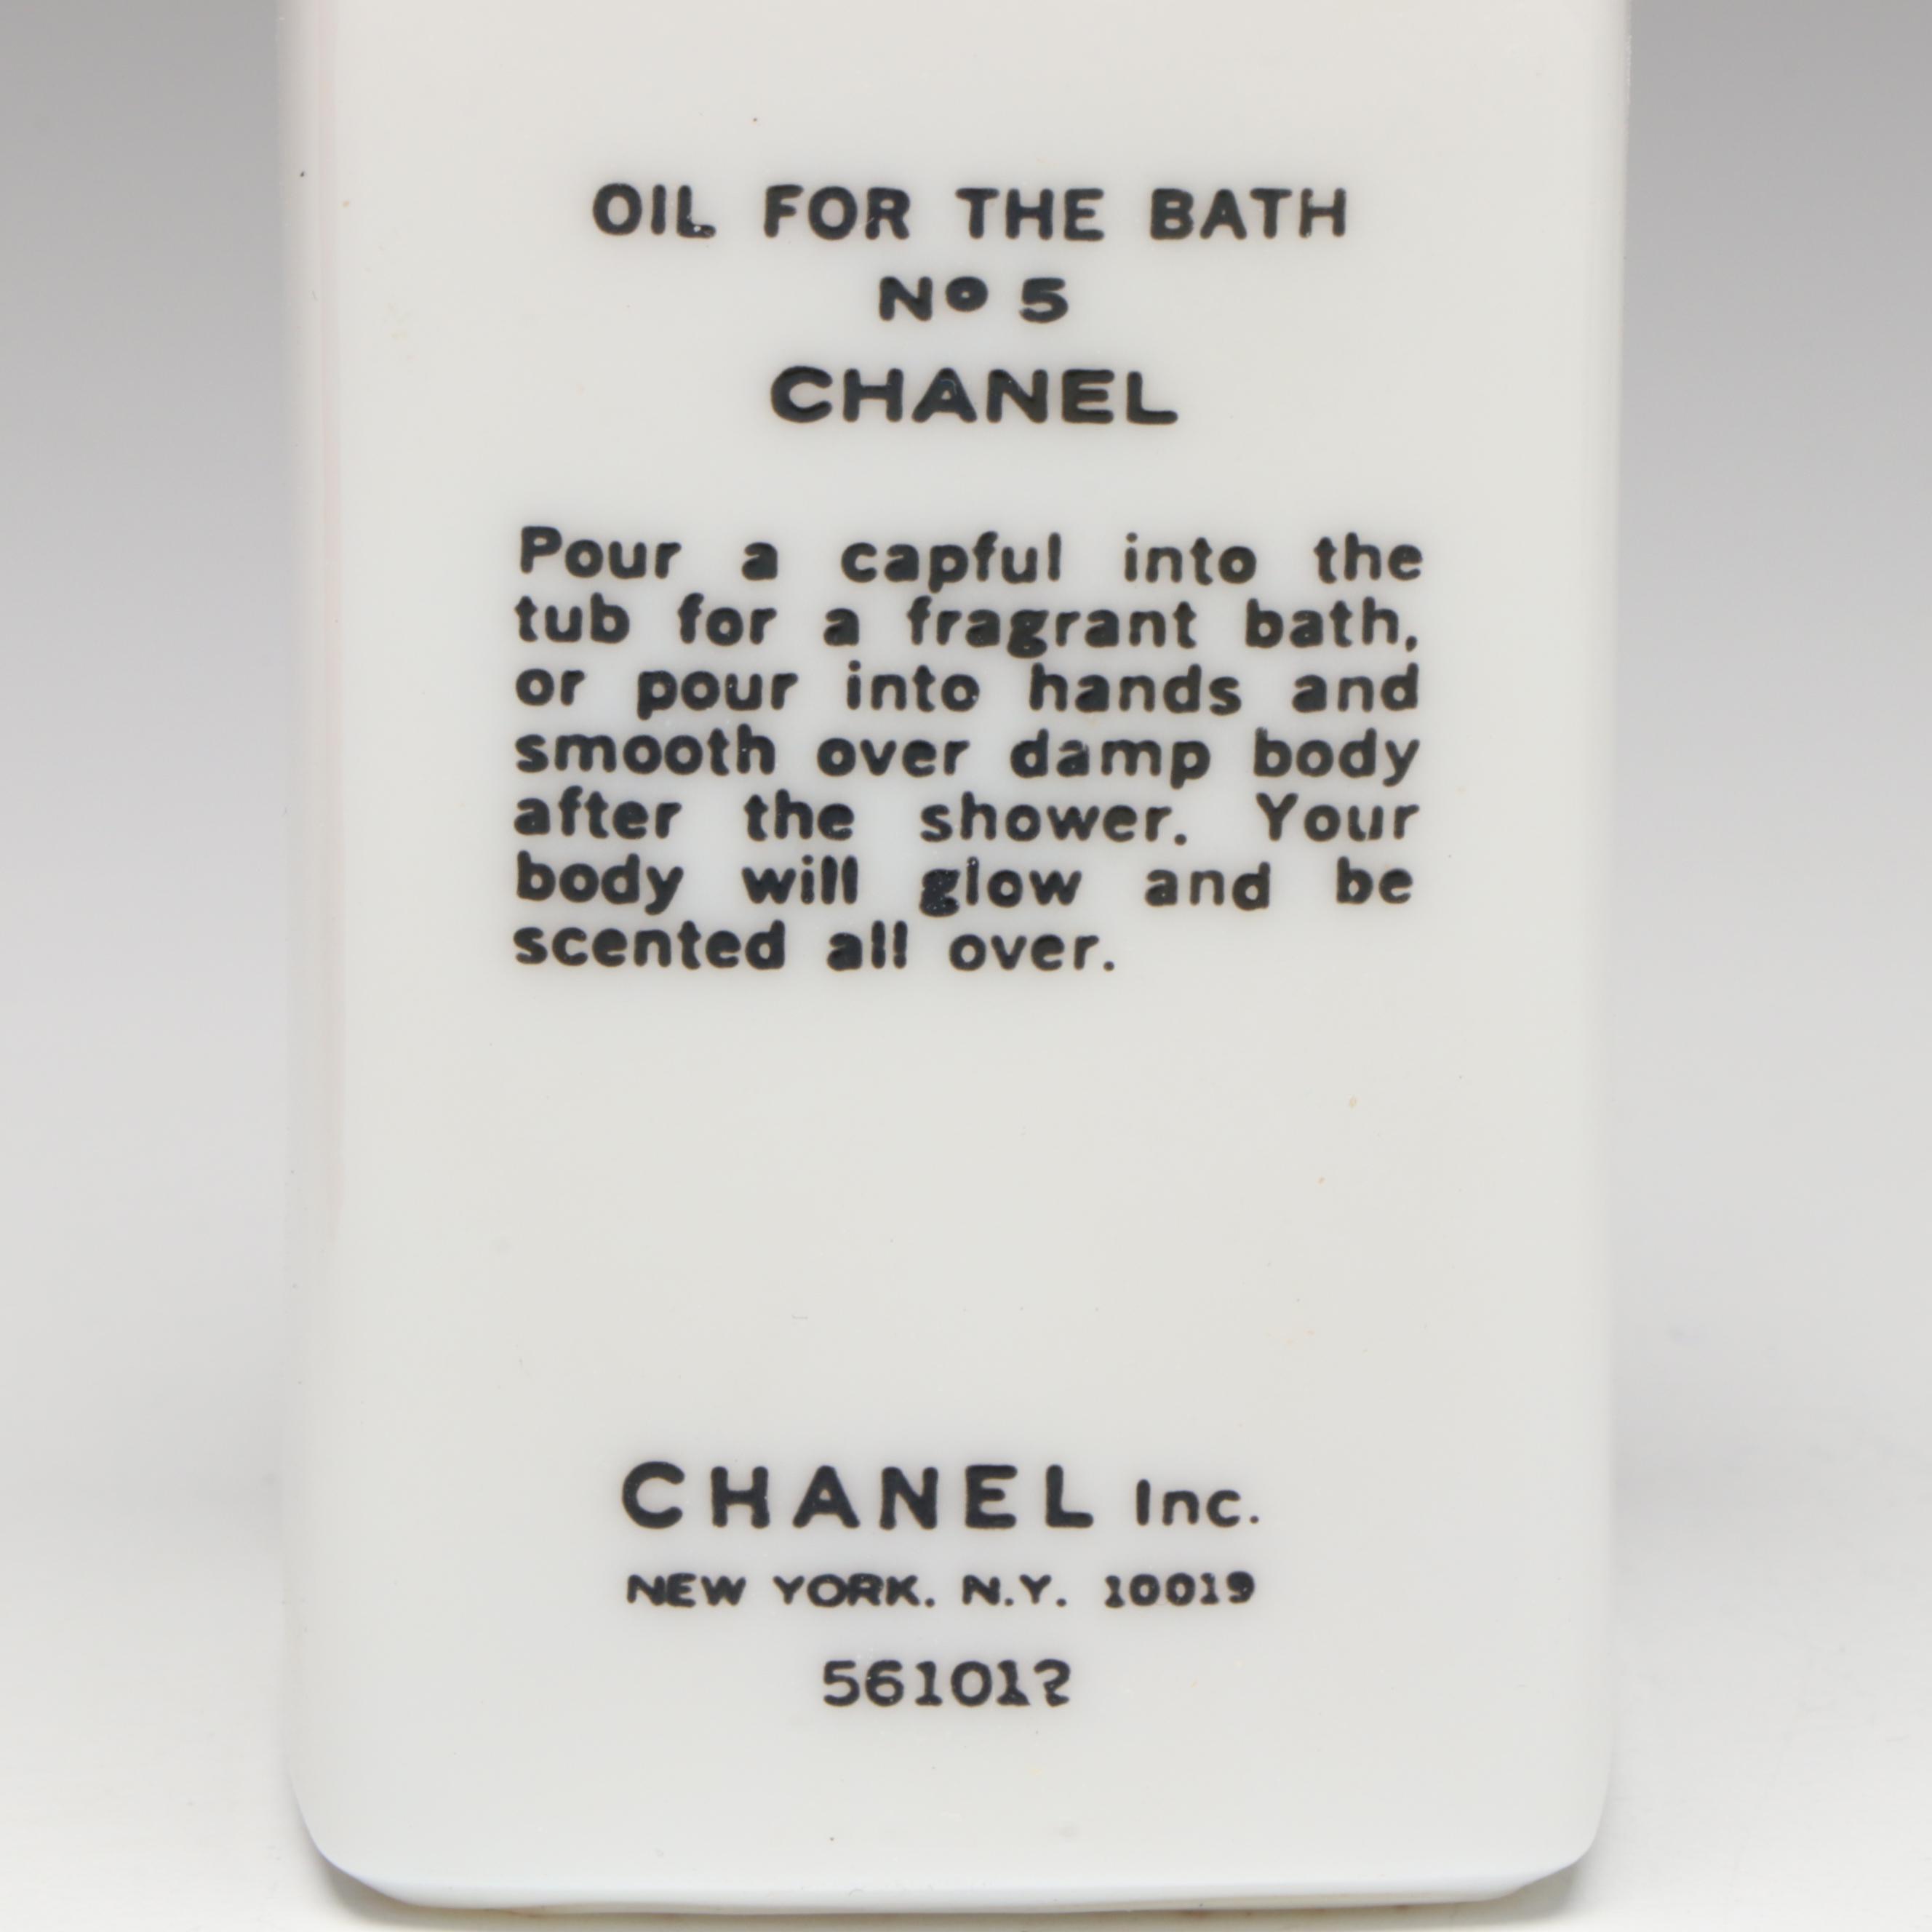 OIL FOR THE BATH
Nº 5
CHANEL
Pour a capful into the
tub for a fragrant bath,
or pour into hands and
smooth over damp body
after the shower. Your
body will glow and be
scented all over.
CHANEL Inc.
NEW YORK. N.Y. 10019
561012